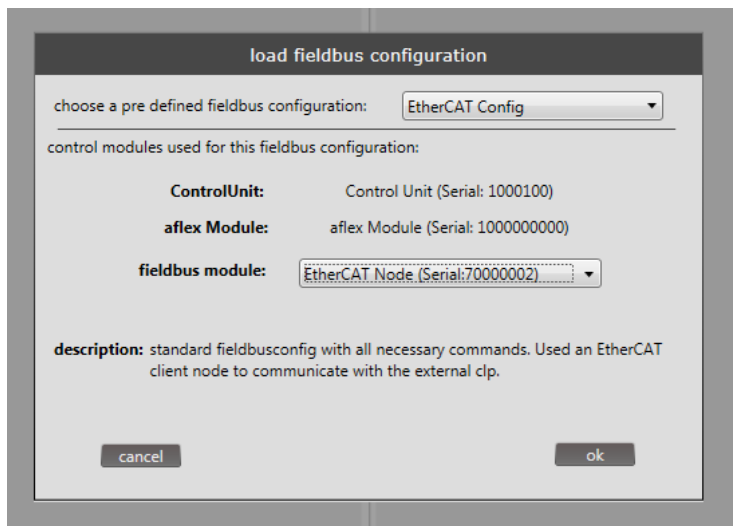 load fieldbus configuration
choose a pre defined fieldbus configuration: EtherCAT Config
control modules used for this fieldbus configuration:
ControlUnit: Control Unit (Serial: 1000100)
aflex Module: aflex Module (Serial: 1000000000)
fieldbus module: EtherCAT Node (Serial:70000002)
description: standard fieldbusconfig with all necessary commands. Used an EtherCAT
client node to communicate with the external clp.
cancel ok